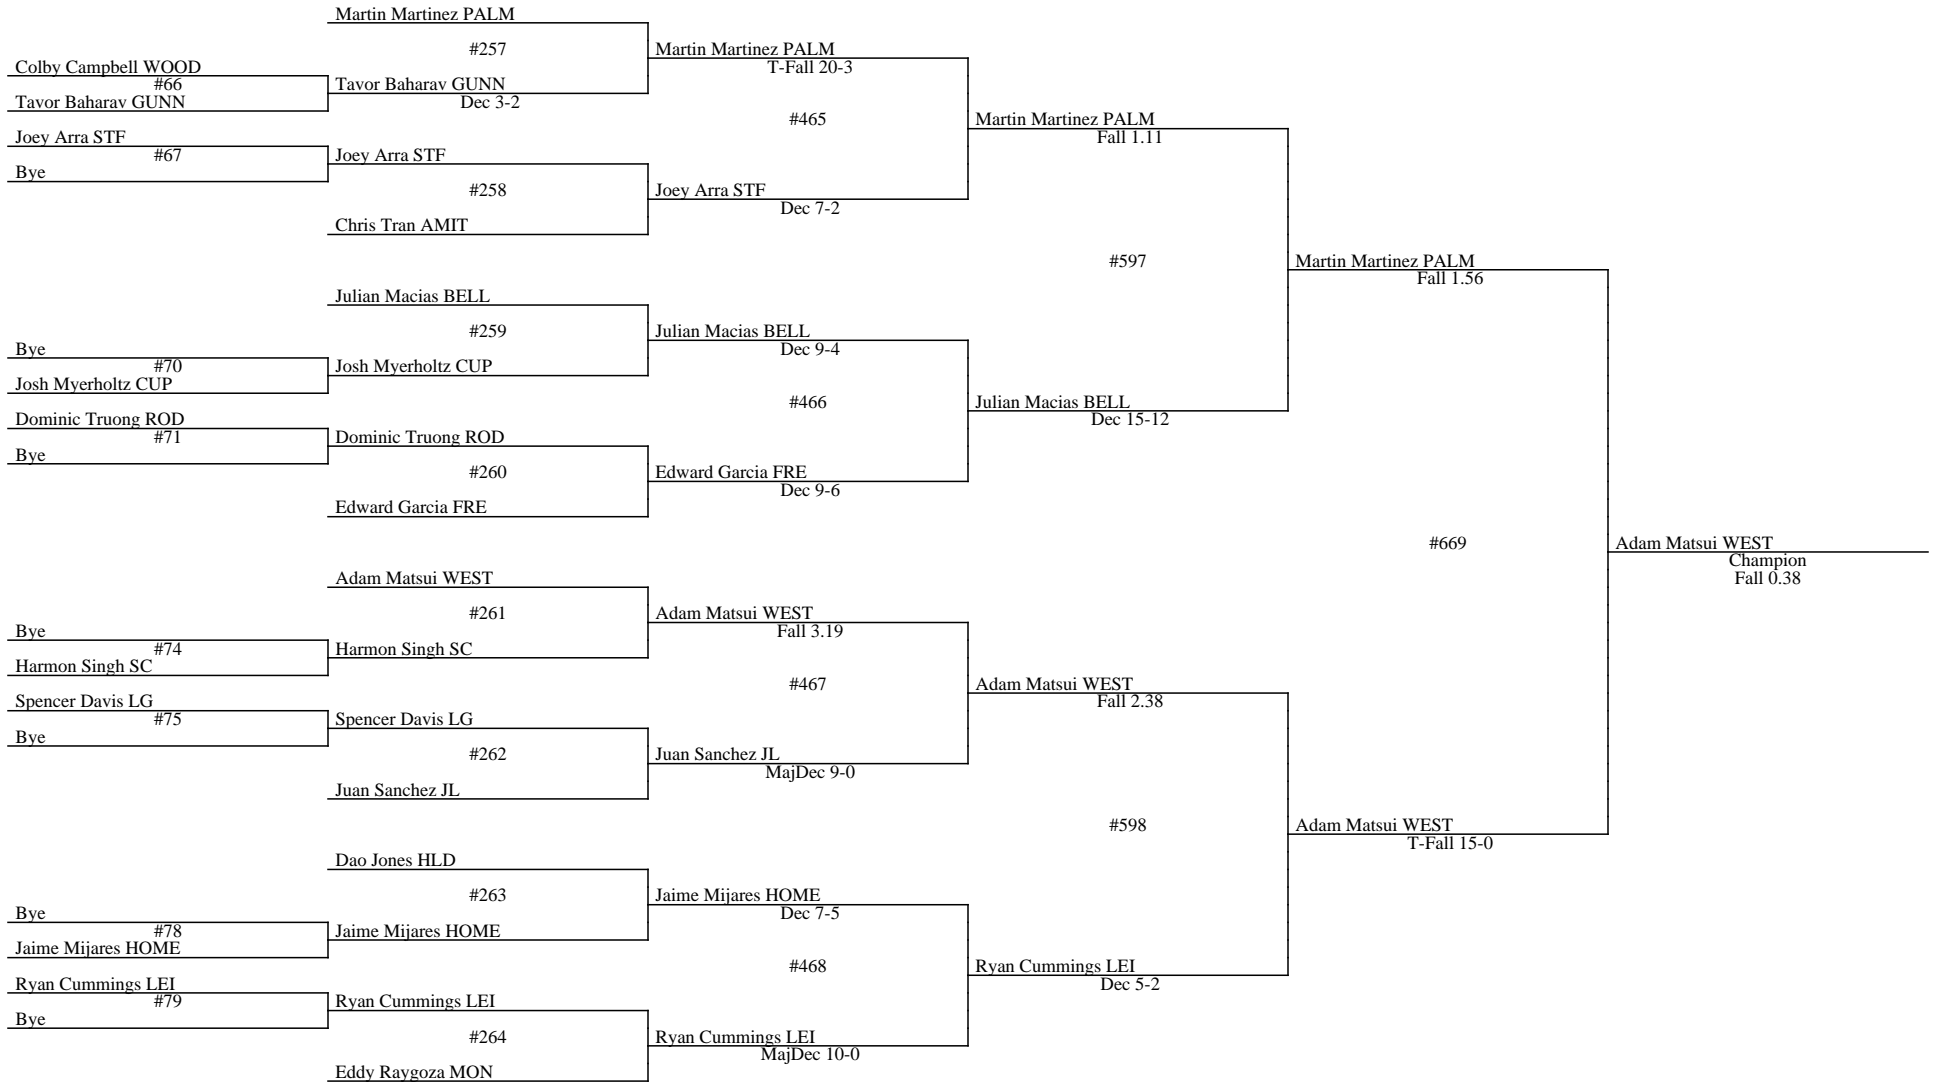 Martin Martinez PALM
#257
Martin Martinez PALM
T-Fall 20-3
Colby Campbell WOOD
#66
Tavor Baharav GUNN
Tavor Baharav GUNN
Dec 3-2
#465
Martin Martinez PALM
Fall 1.11
Joey Arra STF
#67
Bye
Joey Arra STF
#258
Joey Arra STF
Dec 7-2
Chris Tran AMIT
#597
Martin Martinez PALM
Fall 1.56
Julian Macias BELL
#259
Julian Macias BELL
Dec 9-4
Bye
#70
Josh Myerholtz CUP
Josh Myerholtz CUP
#466
Julian Macias BELL
Dec 15-12
Dominic Truong ROD
#71
Bye
Dominic Truong ROD
#260
Edward Garcia FRE
Dec 9-6
Edward Garcia FRE
#669
Adam Matsui WEST
Champion
Fall 0.38
Adam Matsui WEST
#261
Adam Matsui WEST
Fall 3.19
Bye
#74
Harmon Singh SC
Harmon Singh SC
#467
Adam Matsui WEST
Fall 2.38
Spencer Davis LG
#75
Bye
Spencer Davis LG
#262
Juan Sanchez JL
MajDec 9-0
Juan Sanchez JL
#598
Adam Matsui WEST
T-Fall 15-0
Dao Jones HLD
#263
Jaime Mijares HOME
Dec 7-5
Bye
#78
Jaime Mijares HOME
Jaime Mijares HOME
#468
Ryan Cummings LEI
Dec 5-2
Ryan Cummings LEI
#79
Bye
Ryan Cummings LEI
#264
Ryan Cummings LEI
MajDec 10-0
Eddy Raygoza MON